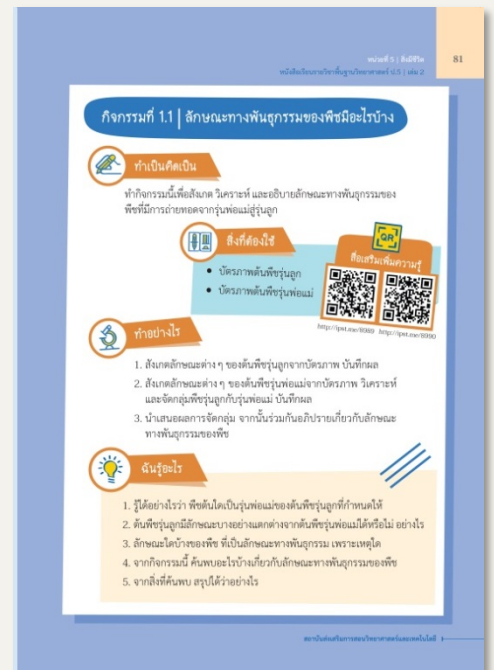 หน่วยที่ 5 | สิ่งมีชีวิต
81
หนังสือเรียนรายวิชาพื้นฐานวิทยาศาสตร์ ป.5 | เล่ม 2
กิจกรรมที่ 1.1 | ลักษณะทางพันธุกรรมของพืชมีอะไรบ้าง
ทำเป็นคิดเป็น
ทำกิจกรรมนี้เพื่อสังเกต วิเคราะห์ และอธิบายลักษณะทางพันธุกรรมของ
พืชที่มีการถ่ายทอดจากรุ่นพ่อแม่สู่รุ่นลูก
สิ่งที่ต้องใช้
บัตรภาพต้นพืชรุ่นลูก
บัตรภาพต้นพืชรุ่นพ่อแม่
QR
สื่อเสริมเพิ่มความรู้
http://ipst.me/8989 http://ipst.me/8990
ทำอย่างไร
1. สังเกตลักษณะต่าง ๆ ของต้นพืชรุ่นลูกจากบัตรภาพ บันทึกผล
2. สังเกตลักษณะต่าง ๆ ของต้นพืชรุ่นพ่อแม่จากบัตรภาพ วิเคราะห์
และจัดกลุ่มพืชรุ่นลูกกับรุ่นพ่อแม่ บันทึกผล
3. นำเสนอผลการจัดกลุ่ม จากนั้นร่วมกันอภิปรายเกี่ยวกับลักษณะ
ทางพันธุกรรมของพืช
ฉันรู้อะไร
1. รู้ได้อย่างไรว่า พืชต้นใดเป็นรุ่นพ่อแม่ของต้นพืชรุ่นลูกที่กำหนดให้
2. ต้นพืชรุ่นลูกมีลักษณะบางอย่างแตกต่างจากต้นพืชรุ่นพ่อแม่ได้หรือไม่ อย่างไร
3. ลักษณะใดบ้างของพืช ที่เป็นลักษณะทางพันธุกรรม เพราะเหตุใด
4. จากกิจกรรมนี้ ค้นพบอะไรบ้างเกี่ยวกับลักษณะทางพันธุกรรมของพืช
5. จากสิ่งที่ค้นพบ สรุปได้ว่าอย่างไร
สถาบันส่งเสริมการสอนวิทยาศาสตร์และเทคโนโลยี